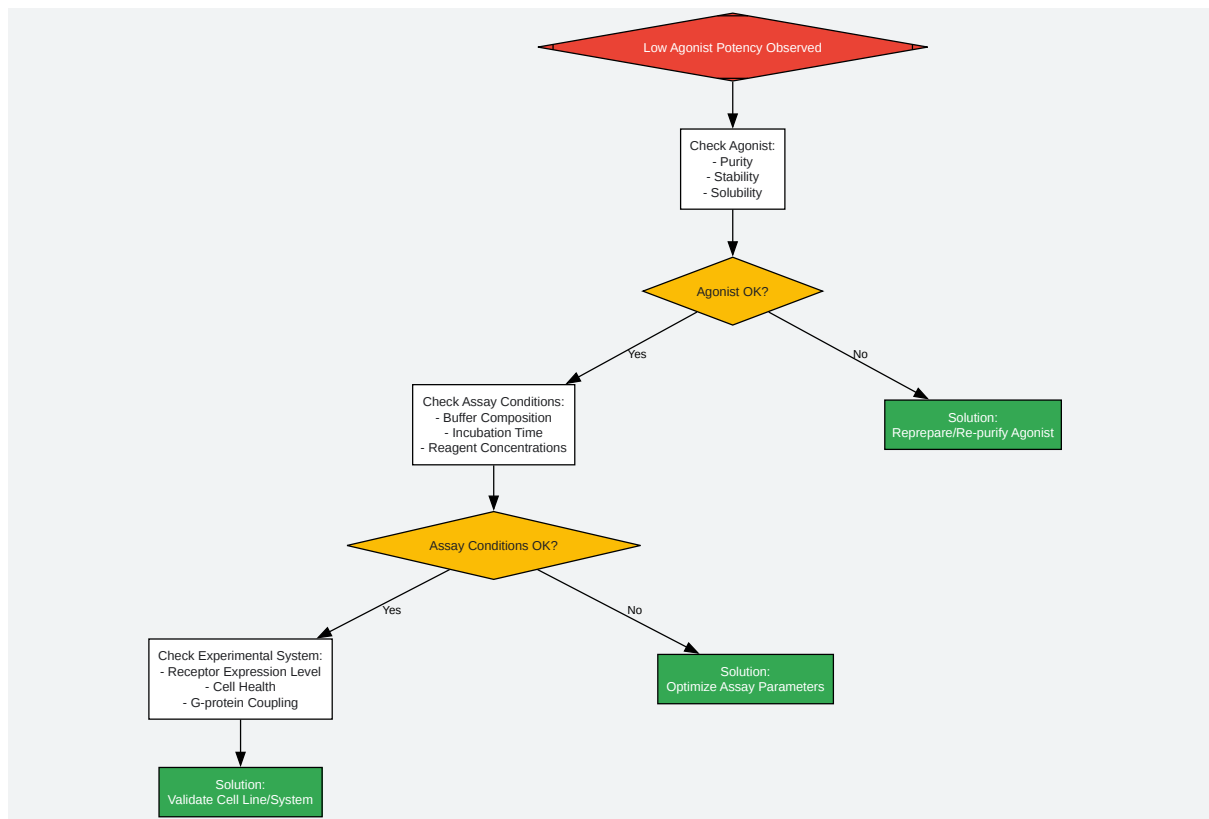 Low Agonist Potency Observed
Check Agonist:
- Purity
- Stability
- Solubility
Agonist OK?
Yes
No
Check Assay Conditions:
- Buffer Composition
- Incubation Time
- Reagent Concentrations
Solution:
Reprepare/Re-purify Agonist
Assay Conditions OK?
Yes
No
Check Experimental System:
- Receptor Expression Level
- Cell Health
- G-protein Coupling
Solution:
Optimize Assay Parameters
Solution:
Validate Cell Line/System